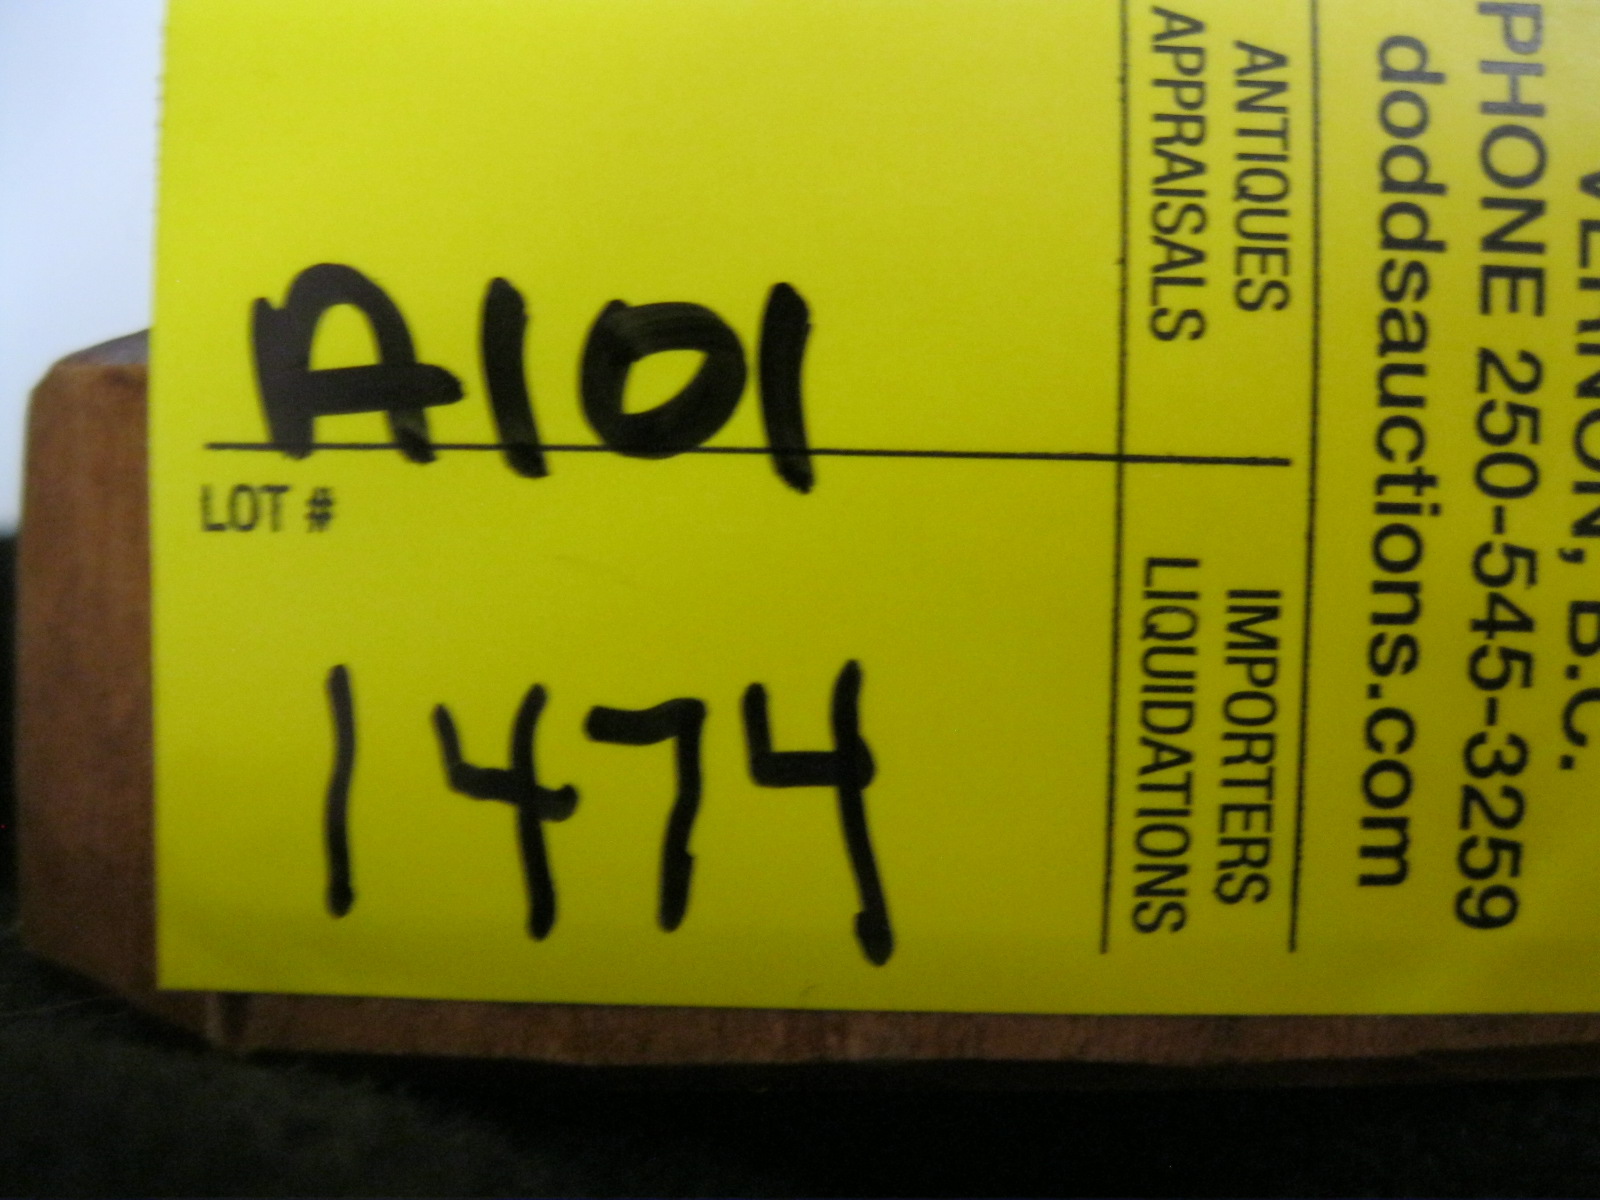 A101
LOT #
1474
ANTIQUES
APPRAISALS
IMPORTERS
LIQUIDATIONS
VERNON, B.C.
PHONE 250-545-3259
doddsauctions.com